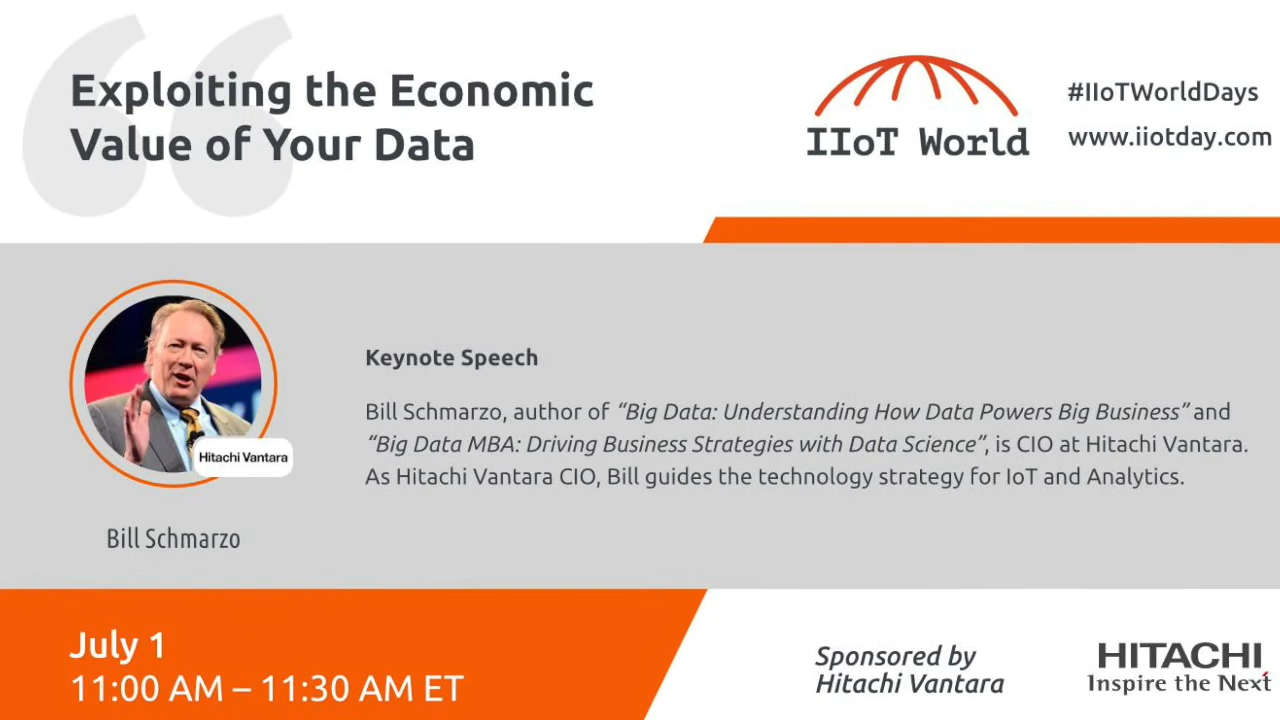 Exploiting the Economic
Value of Your Data
IIoT World
#IIoTWorldDays
www.iiotday.com
Hitachi Vantara
Bill Schmarzo
Keynote Speech
Bill Schmarzo, author of “Big Data: Understanding How Data Powers Big Business” and
“Big Data MBA: Driving Business Strategies with Data Science”, is CIO at Hitachi Vantara.
As Hitachi Vantara CIO, Bill guides the technology strategy for IoT and Analytics.
July 1
11:00 AM – 11:30 AM ET
Sponsored by
Hitachi Vantara
HITACHI
Inspire the Next